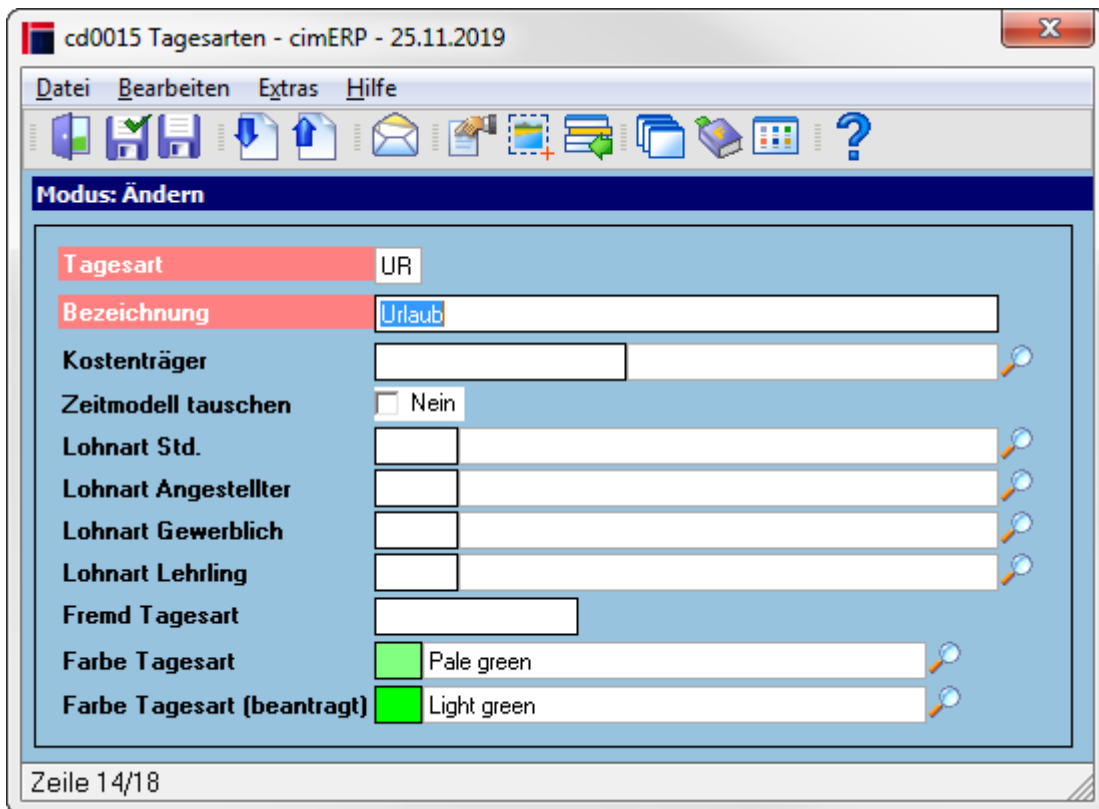 cd0015 Tagesarten - cimERP - 25.11.2019
Datei Bearbeiten Extras Hilfe
Modus: Ändern
Tagesart UR
Bezeichnung Urlaub
Kostenträger
Zeitmodell tauschen Nein
Lohnart Std.
Lohnart Angestellter
Lohnart Gewerblich
Lohnart Lehrling
Fremd Tagesart
Farbe Tagesart Pale green
Farbe Tagesart (beantragt) Light green
Zeile 14/18